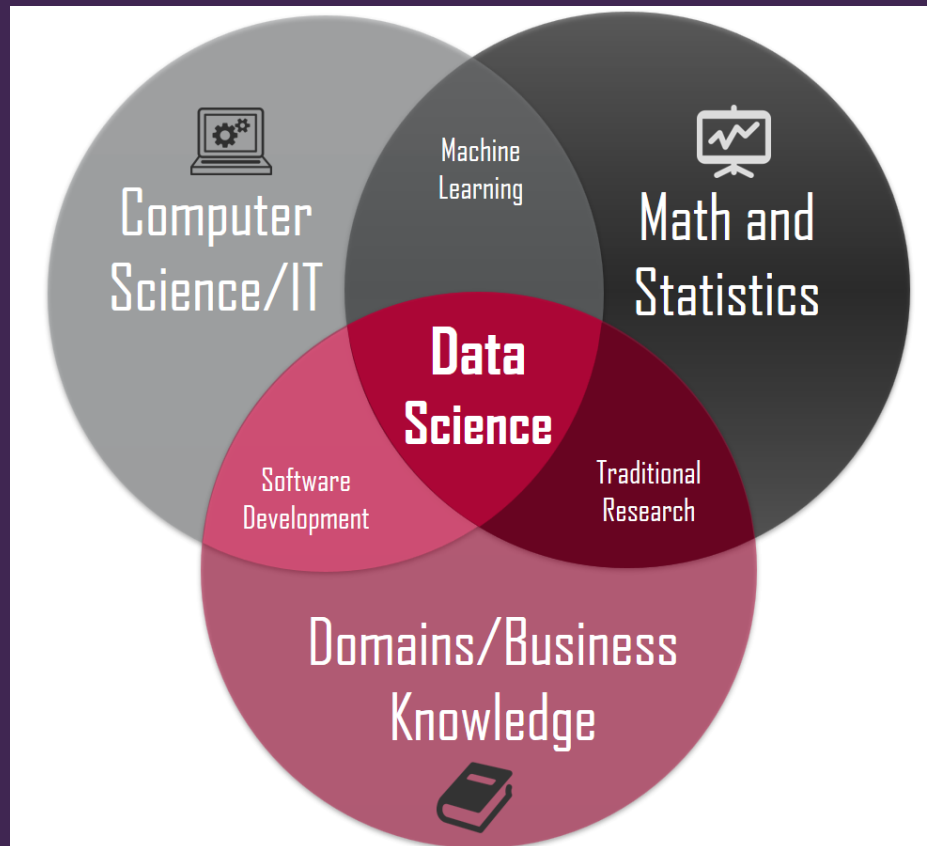 Machine
Learning
Computer
Science/IT
Math and
Statistics
Data
Science
Software
Development
Traditional
Research
Domains/Business
Knowledge